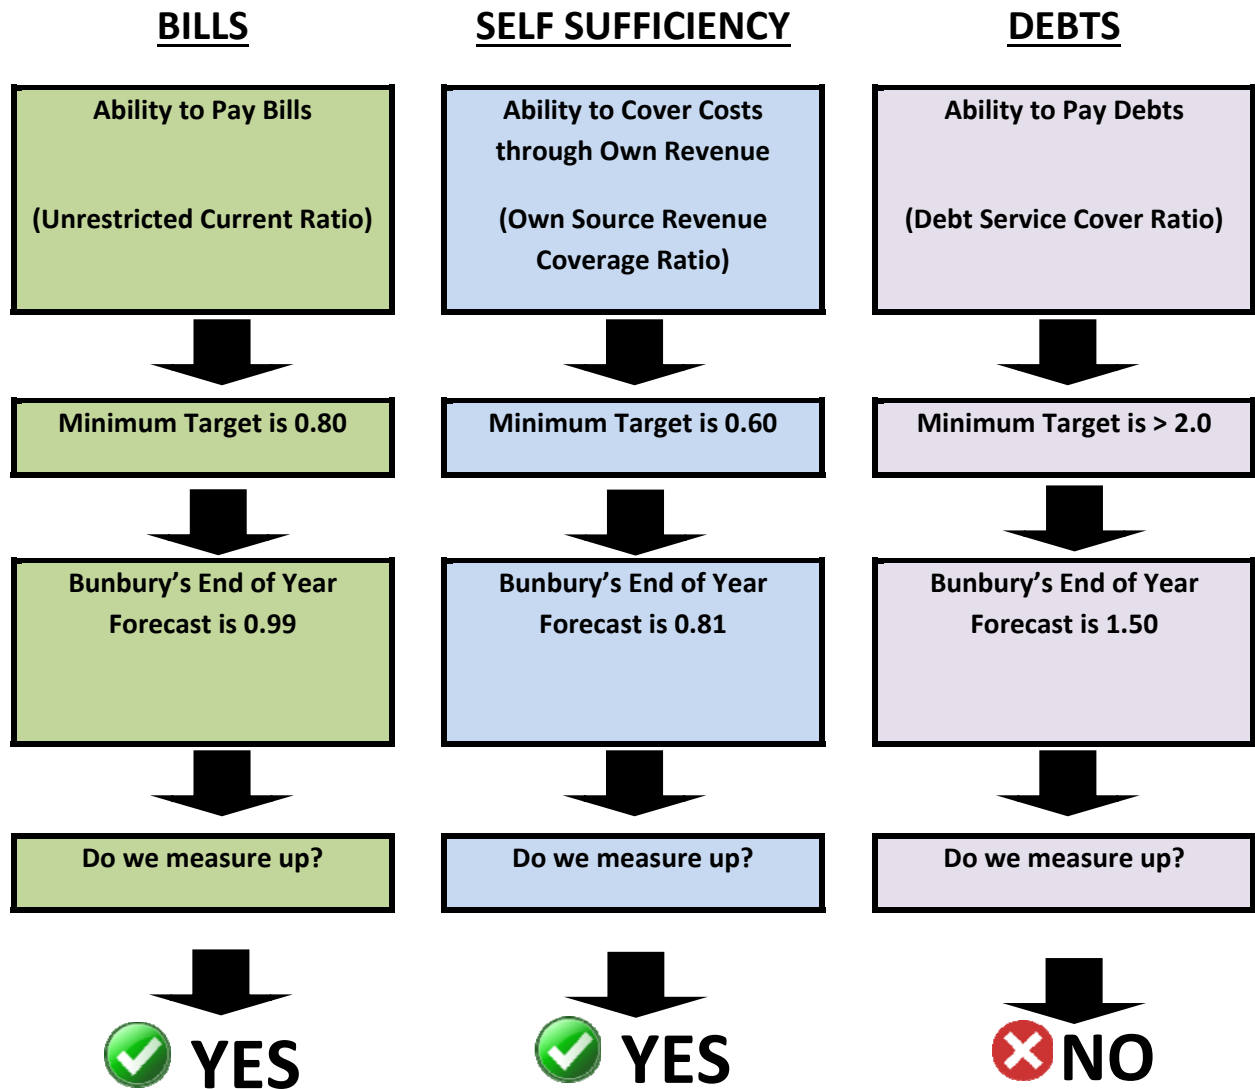 BILLS
Ability to Pay Bills
(Unrestricted Current Ratio)
Minimum Target is 0.80
Bunbury’s End of Year
Forecast is 0.99
Do we measure up?
YES
SELF SUFFICIENCY
Ability to Cover Costs
through Own Revenue
(Own Source Revenue
Coverage Ratio)
Minimum Target is 0.60
Bunbury’s End of Year
Forecast is 0.81
Do we measure up?
YES
DEBTS
Ability to Pay Debts
(Debt Service Cover Ratio)
Minimum Target is > 2.0
Bunbury’s End of Year
Forecast is 1.50
Do we measure up?
NO